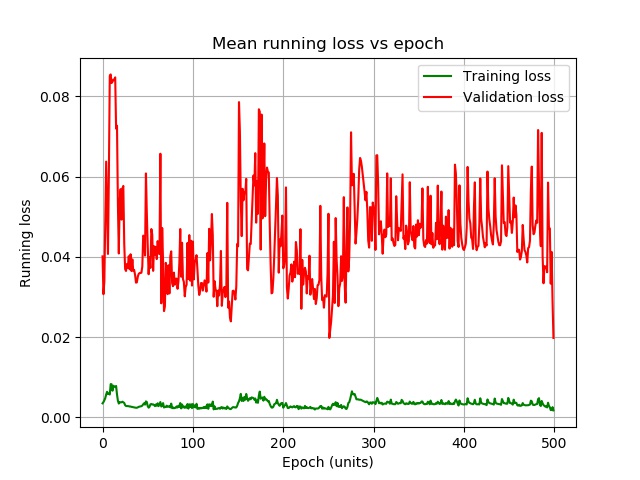 Mean running loss vs epoch
Training loss
Validation loss
Running loss
0.08
0.06
0.04
0.02
0.00
0 100 200 300 400 500
Epoch (units)